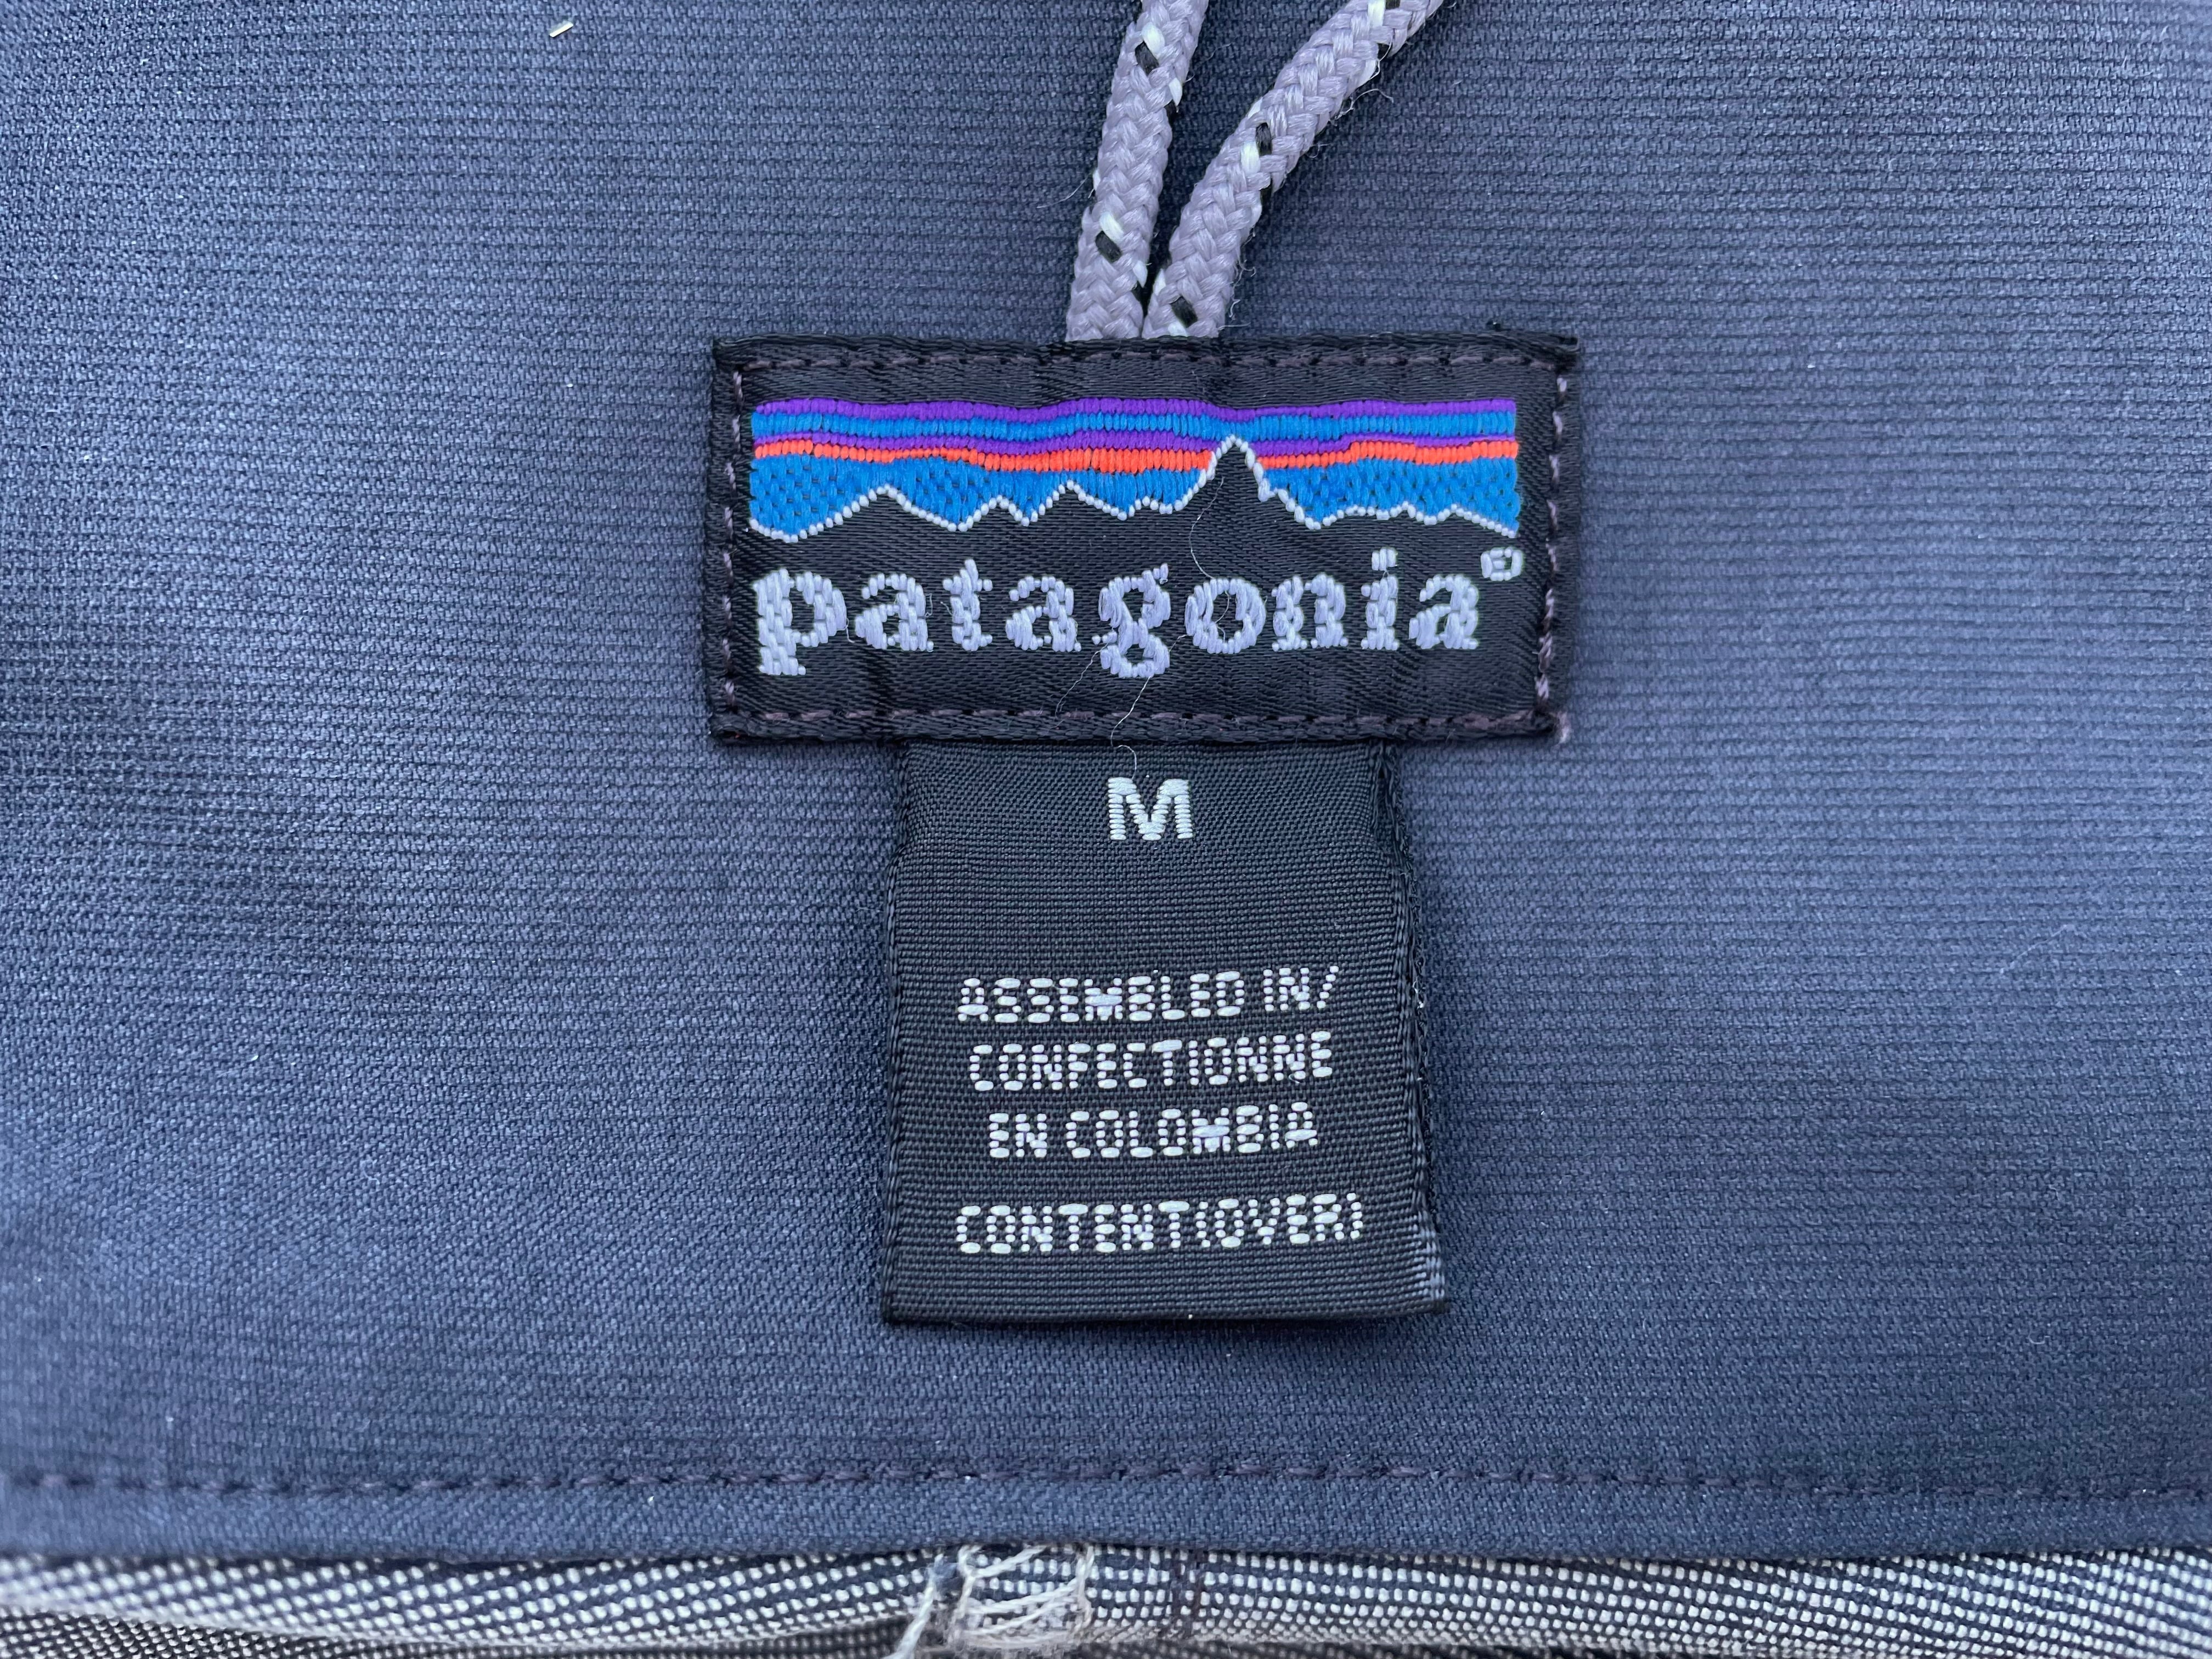 patagonia®
M
ASSEMBLED IN/
CONFECTIONNE
EN COLOMBIA
CONTENT(OVER)